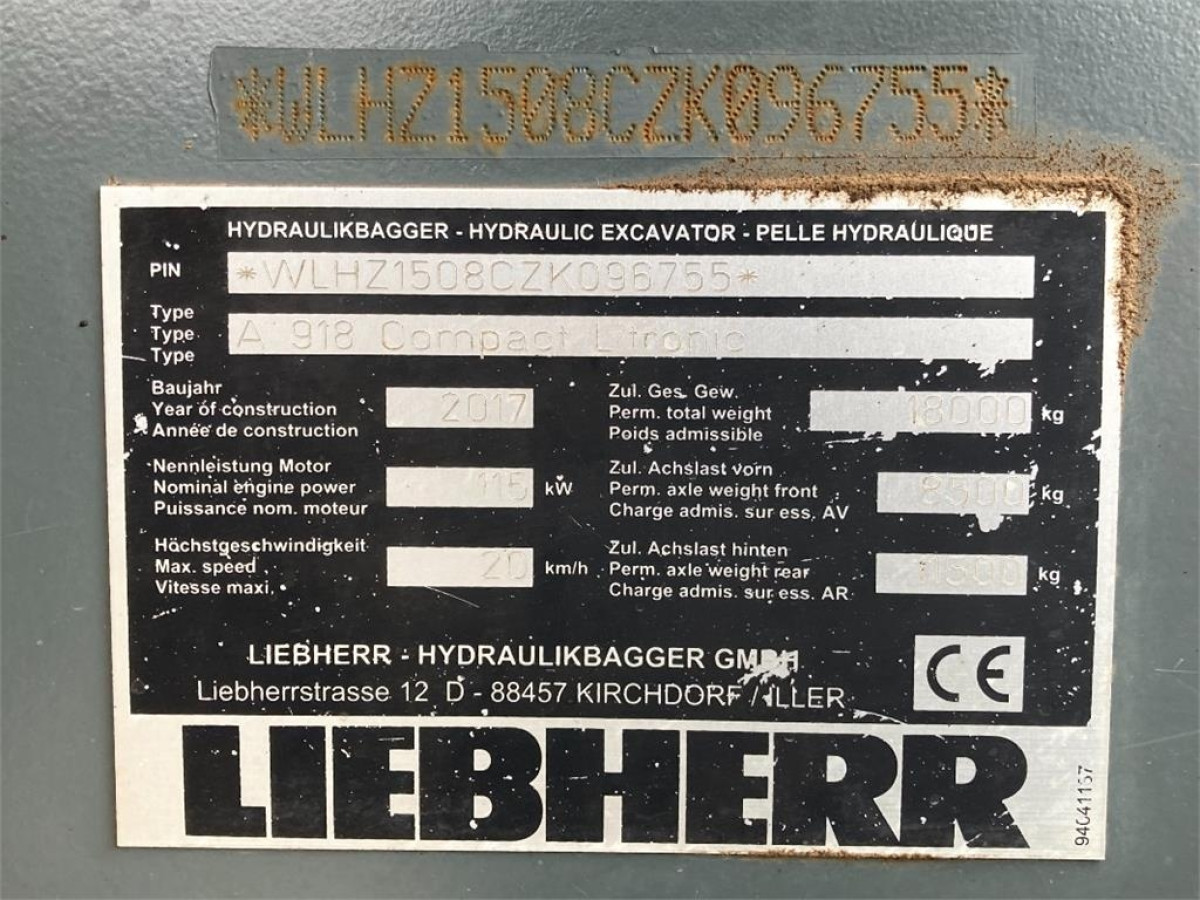 *WLHZ1508CZK096755*
HYDRAULIKBAGGER - HYDRAULIC EXCAVATOR - PELLE HYDRAULIQUE
PIN *WLHZ1508CZK096755*
Type
Type A 918 Compact Litronic
Type
Baujahr
Year of construction 2017
Année de construction
Zul. Ges. Gew.
Perm. total weight 18000 kg
Poids admissible
Nennleistung Motor
Nominal engine power 115 kW
Puissance nom. moteur
Zul. Achslast vorn
Perm. axle weight front 8500 kg
Charge admis. sur ess. AV
Höchstgeschwindigkeit
Max. speed 20 km/h
Vitesse maxi.
Zul. Achslast hinten
Perm. axle weight rear 11500 kg
Charge admis. sur ess. AR
LIEBHERR - HYDRAULIKBAGGER GMBH
Liebherrstrasse 12 D - 88457 KIRCHDORF / ILLER
CE
LIEBHERR
94041167